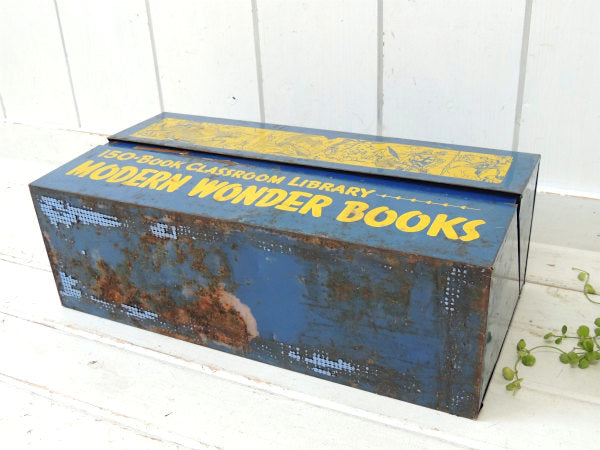 150-BOOK CLASSROOM LIBRARY.......
MODERN WONDER BOOKS